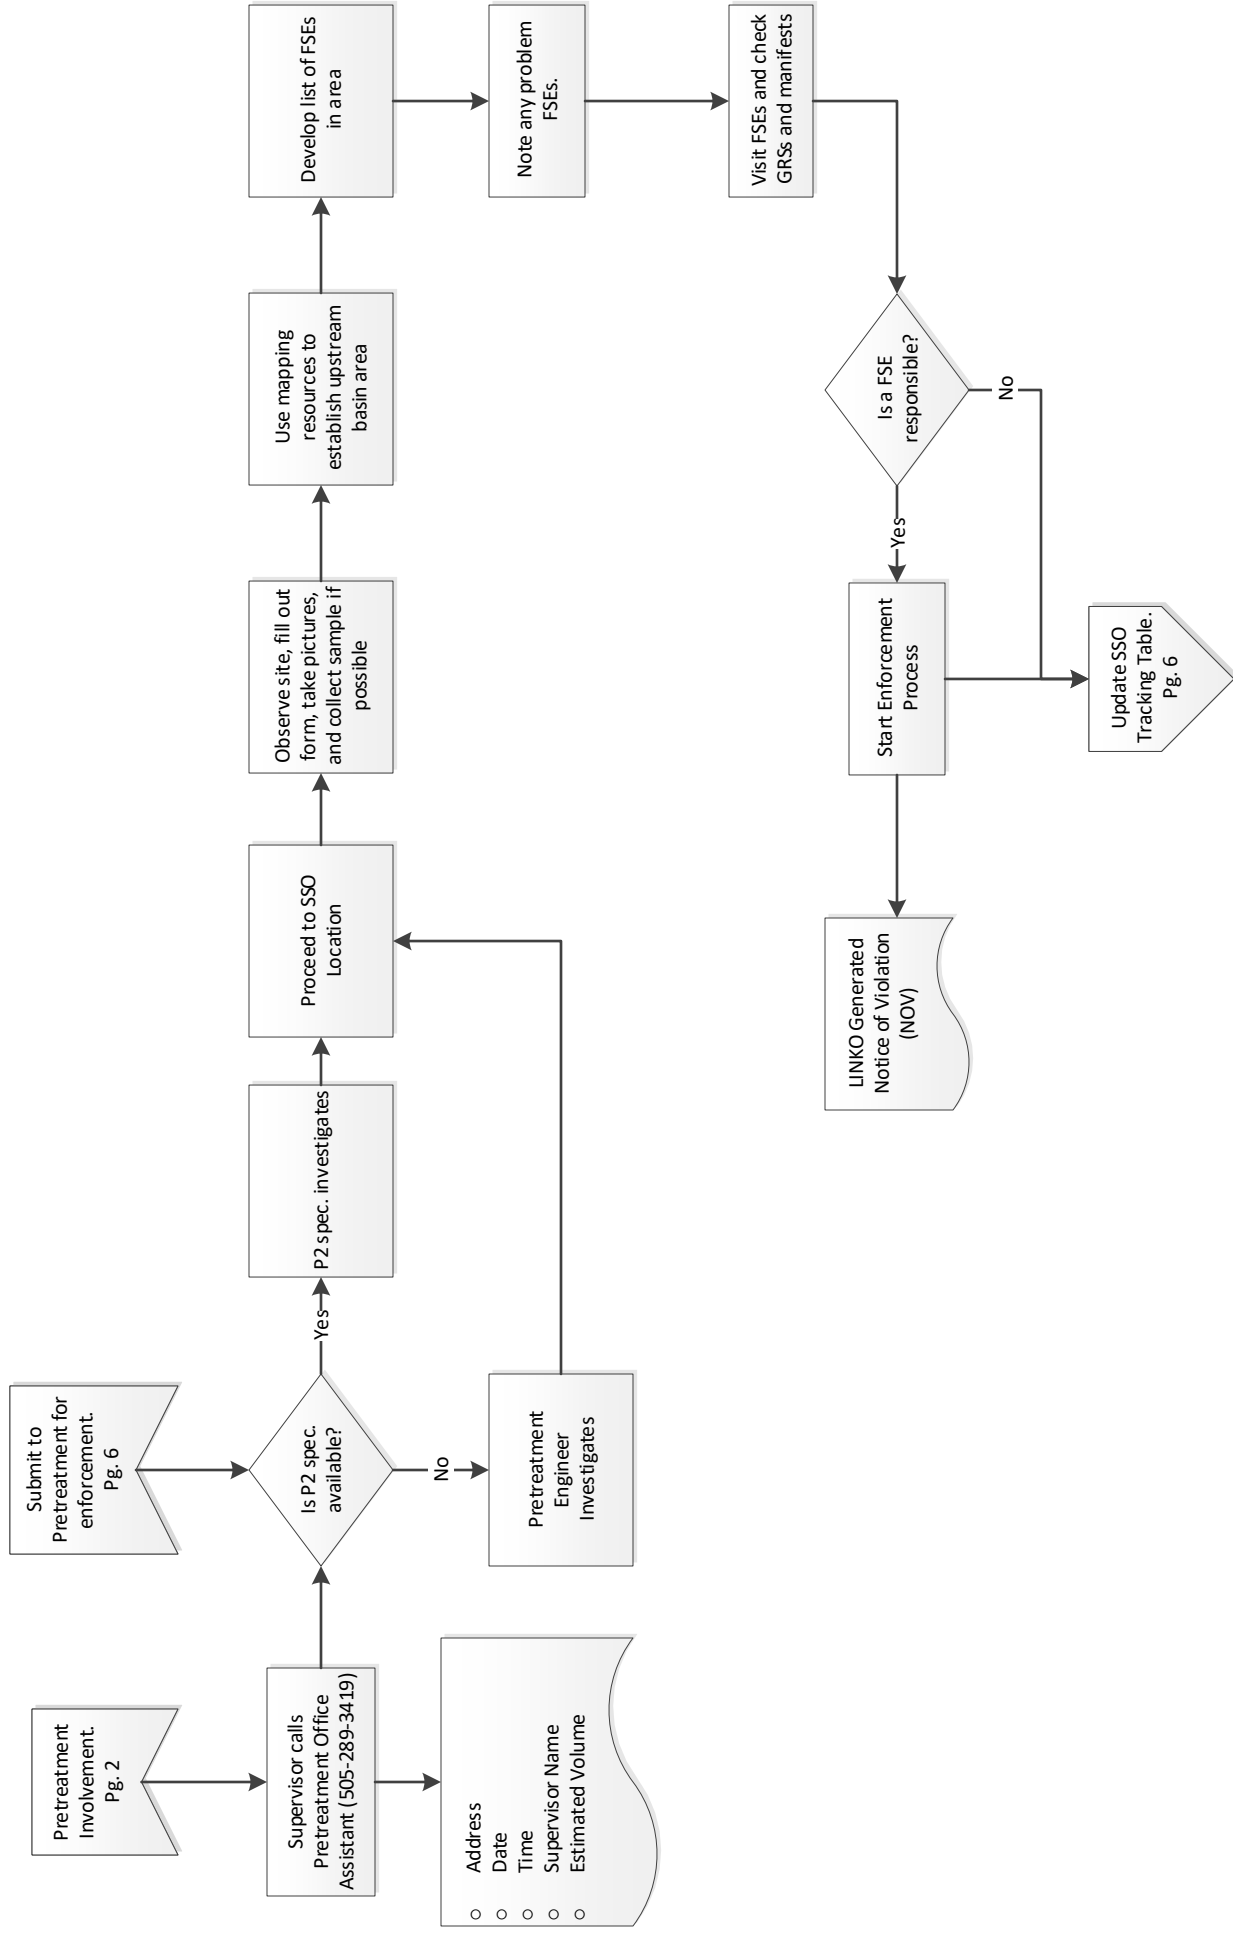 Pretreatment
Involvement.
Pg. 2
Submit to
Pretreatment for
enforcement.
Pg. 6
Supervisor calls
Pretreatment Office
Assistant (505-289-3419)
Address
Date
Time
Supervisor Name
Estimated Volume
Is P2 spec.
available?
Yes
No
P2 spec. investigates
Pretreatment
Engineer
Investigates
Proceed to SSO
Location
Observe site, fill out
form, take pictures,
and collect sample if
possible
Use mapping
resources to
establish upstream
basin area
Develop list of FSEs
in area
Note any problem
FSEs.
Visit FSEs and check
GRSs and manifests
Is a FSE
responsible?
Yes
No
Start Enforcement
Process
LINKO Generated
Notice of Violation
(NOV)
Update SSO
Tracking Table.
Pg. 6